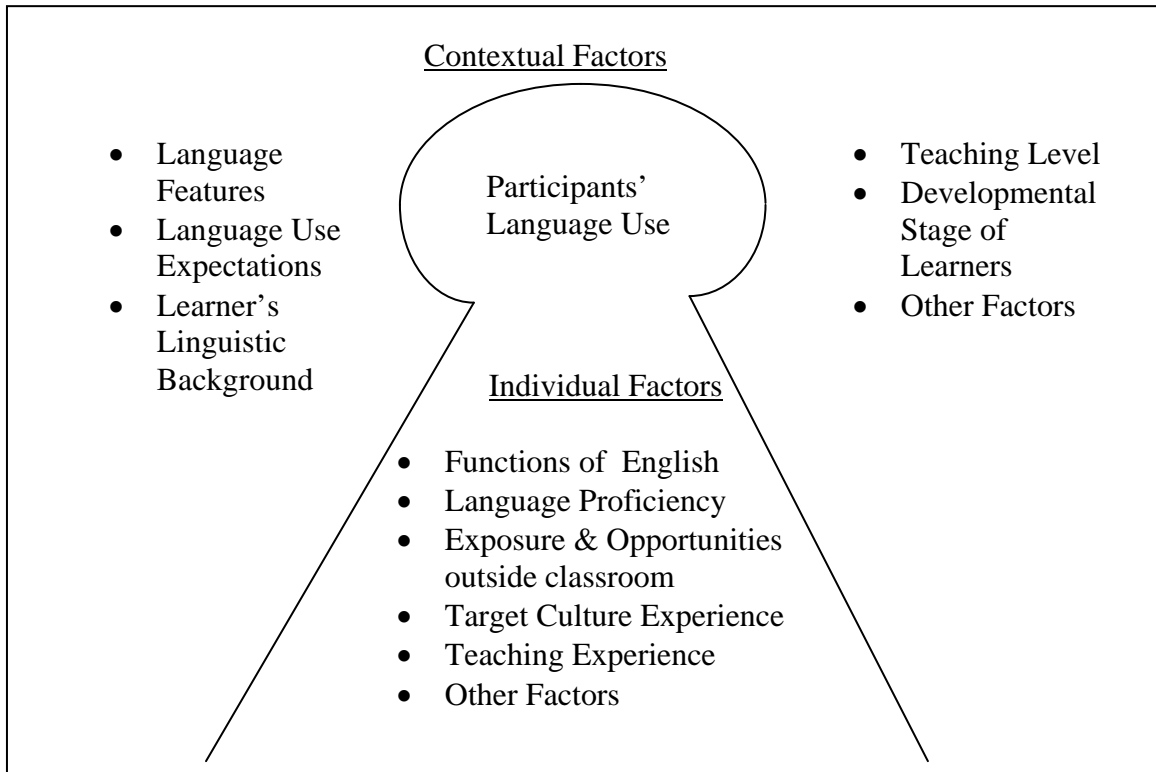 Contextual Factors
• Language
Features
• Language Use
Expectations
• Learner’s
Linguistic
Background
Participants’
Language Use
• Teaching Level
• Developmental
Stage of
Learners
• Other Factors
Individual Factors
• Functions of English
• Language Proficiency
• Exposure & Opportunities
outside classroom
• Target Culture Experience
• Teaching Experience
• Other Factors